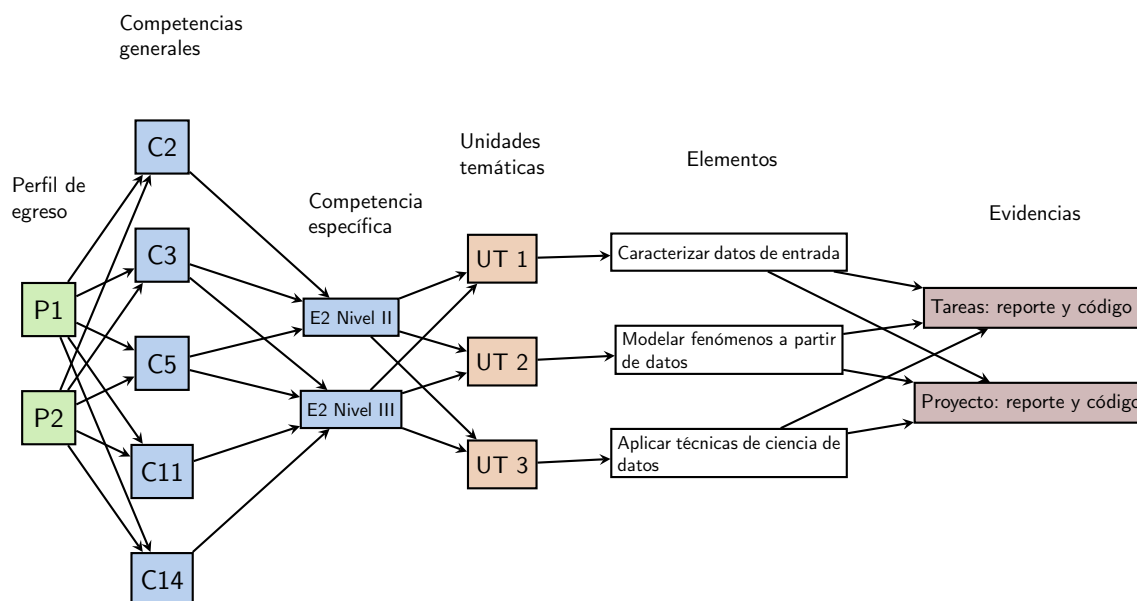 Competencias
generales
Perfil de
egreso
Competencia
específica
Unidades
temáticas
Elementos
Evidencias
P1
P2
C2
C3
C5
C11
C14
E2 Nivel II
E2 Nivel III
UT 1
UT 2
UT 3
Caracterizar datos de entrada
Modelar fenómenos a partir
de datos
Aplicar técnicas de ciencia de
datos
Tareas: reporte y código
Proyecto: reporte y código